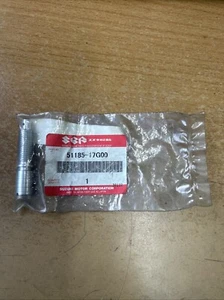 SUZUKI
51185-17G00
1
SUZUKI MOTOR CORPORATION